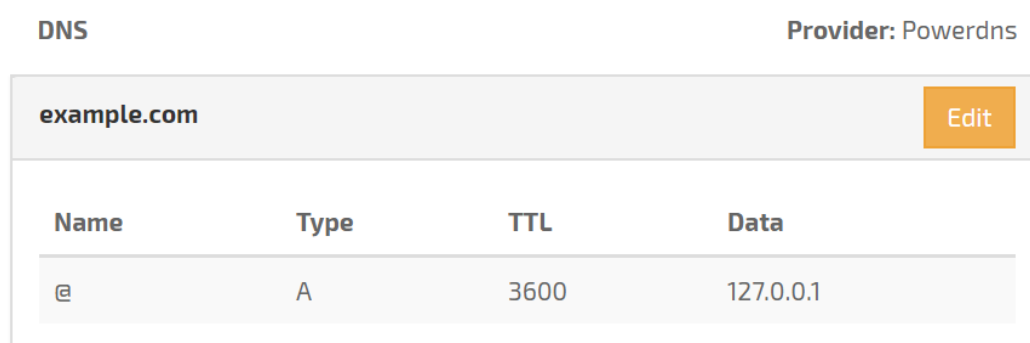 DNS Provider: Powerdns
example.com Edit
Name Type TTL Data
@ A 3600 127.0.0.1